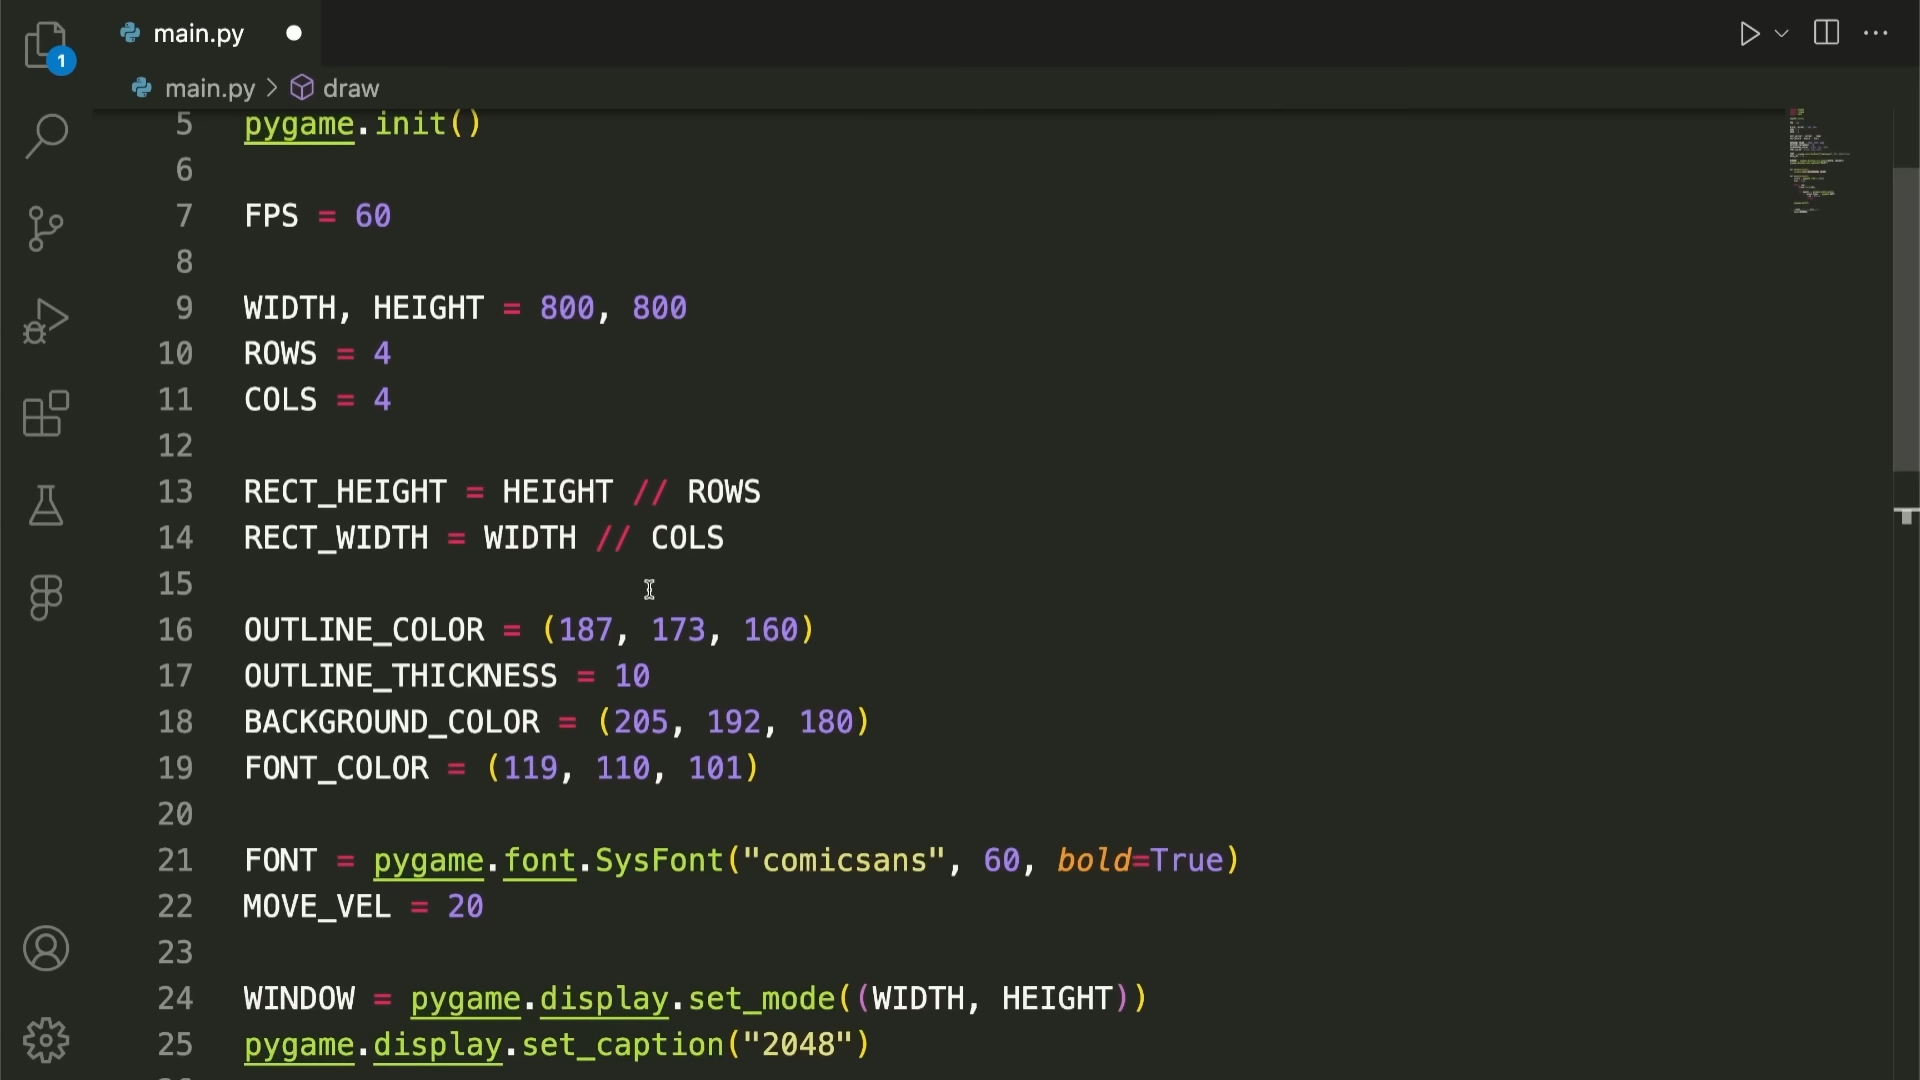 main.py
1
main.py > draw
5 pygame.init()
6
7 FPS = 60
8
9 WIDTH, HEIGHT = 800, 800
10 ROWS = 4
11 COLS = 4
12
13 RECT_HEIGHT = HEIGHT // ROWS
14 RECT_WIDTH = WIDTH // COLS
15
16 OUTLINE_COLOR = (187, 173, 160)
17 OUTLINE_THICKNESS = 10
18 BACKGROUND_COLOR = (205, 192, 180)
19 FONT_COLOR = (119, 110, 101)
20
21 FONT = pygame.font.SysFont("comicsans", 60, bold=True)
22 MOVE_VEL = 20
23
24 WINDOW = pygame.display.set_mode((WIDTH, HEIGHT))
25 pygame.display.set_caption("2048")